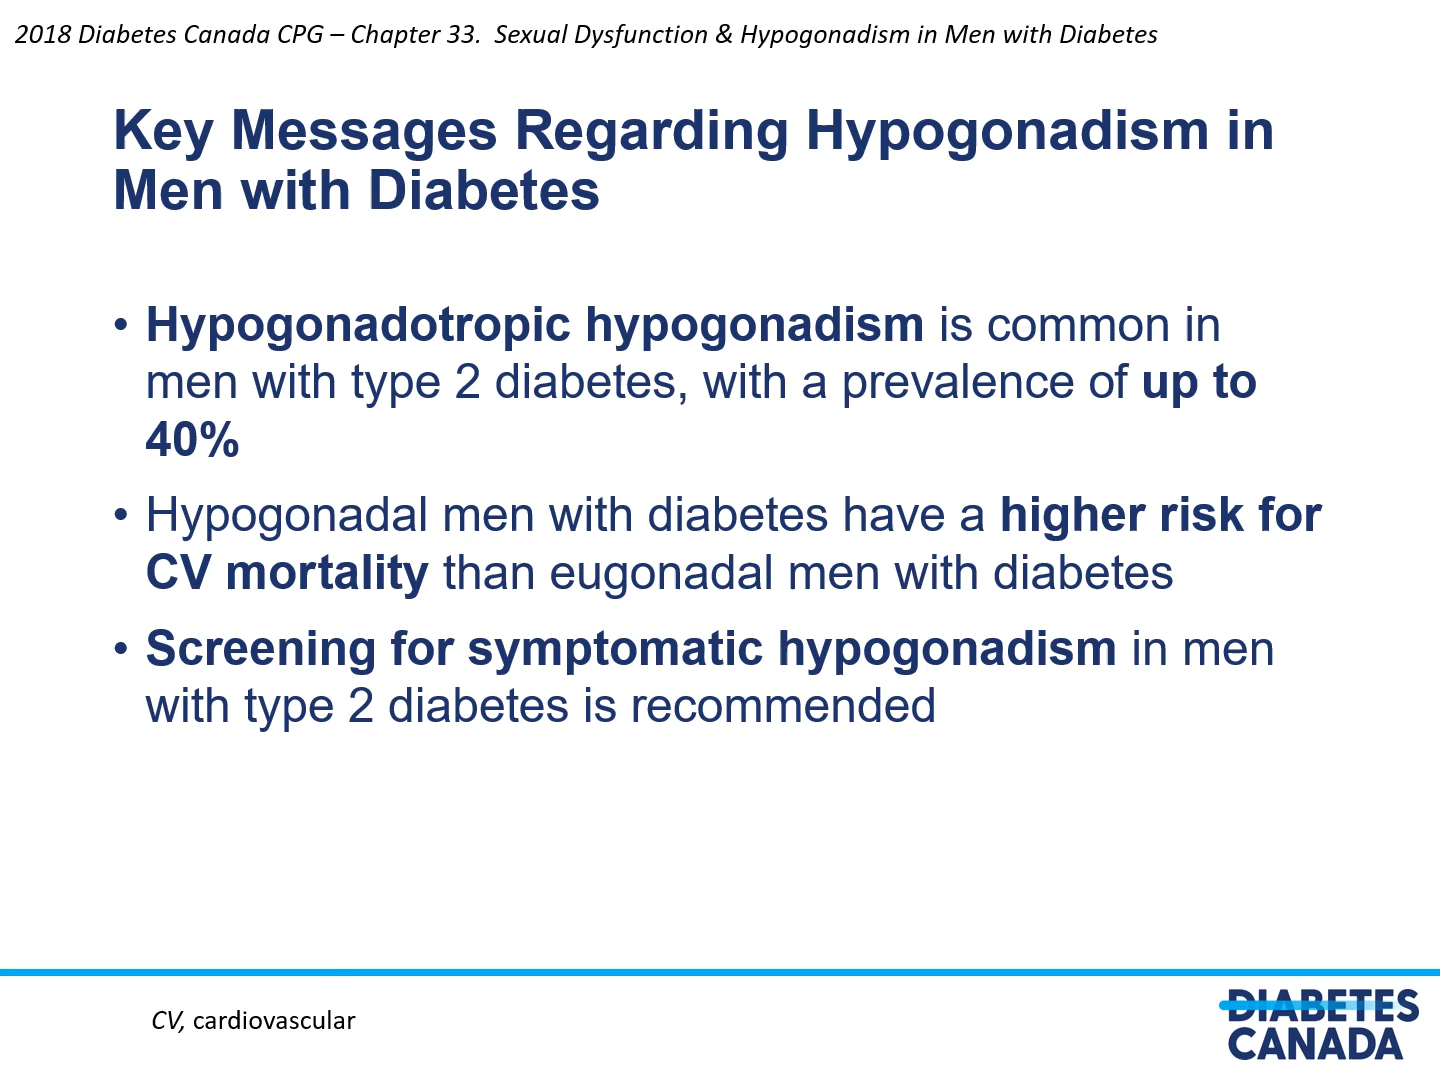 2018 Diabetes Canada CPG – Chapter 33.  Sexual Dysfunction & Hypogonadism in Men with Diabetes
Key Messages Regarding Hypogonadism in
Men with Diabetes
• Hypogonadotropic hypogonadism is common in
men with type 2 diabetes, with a prevalence of up to
40%
• Hypogonadal men with diabetes have a higher risk for
CV mortality than eugonadal men with diabetes
• Screening for symptomatic hypogonadism in men
with type 2 diabetes is recommended
CV, cardiovascular
DIABETES
CANADA